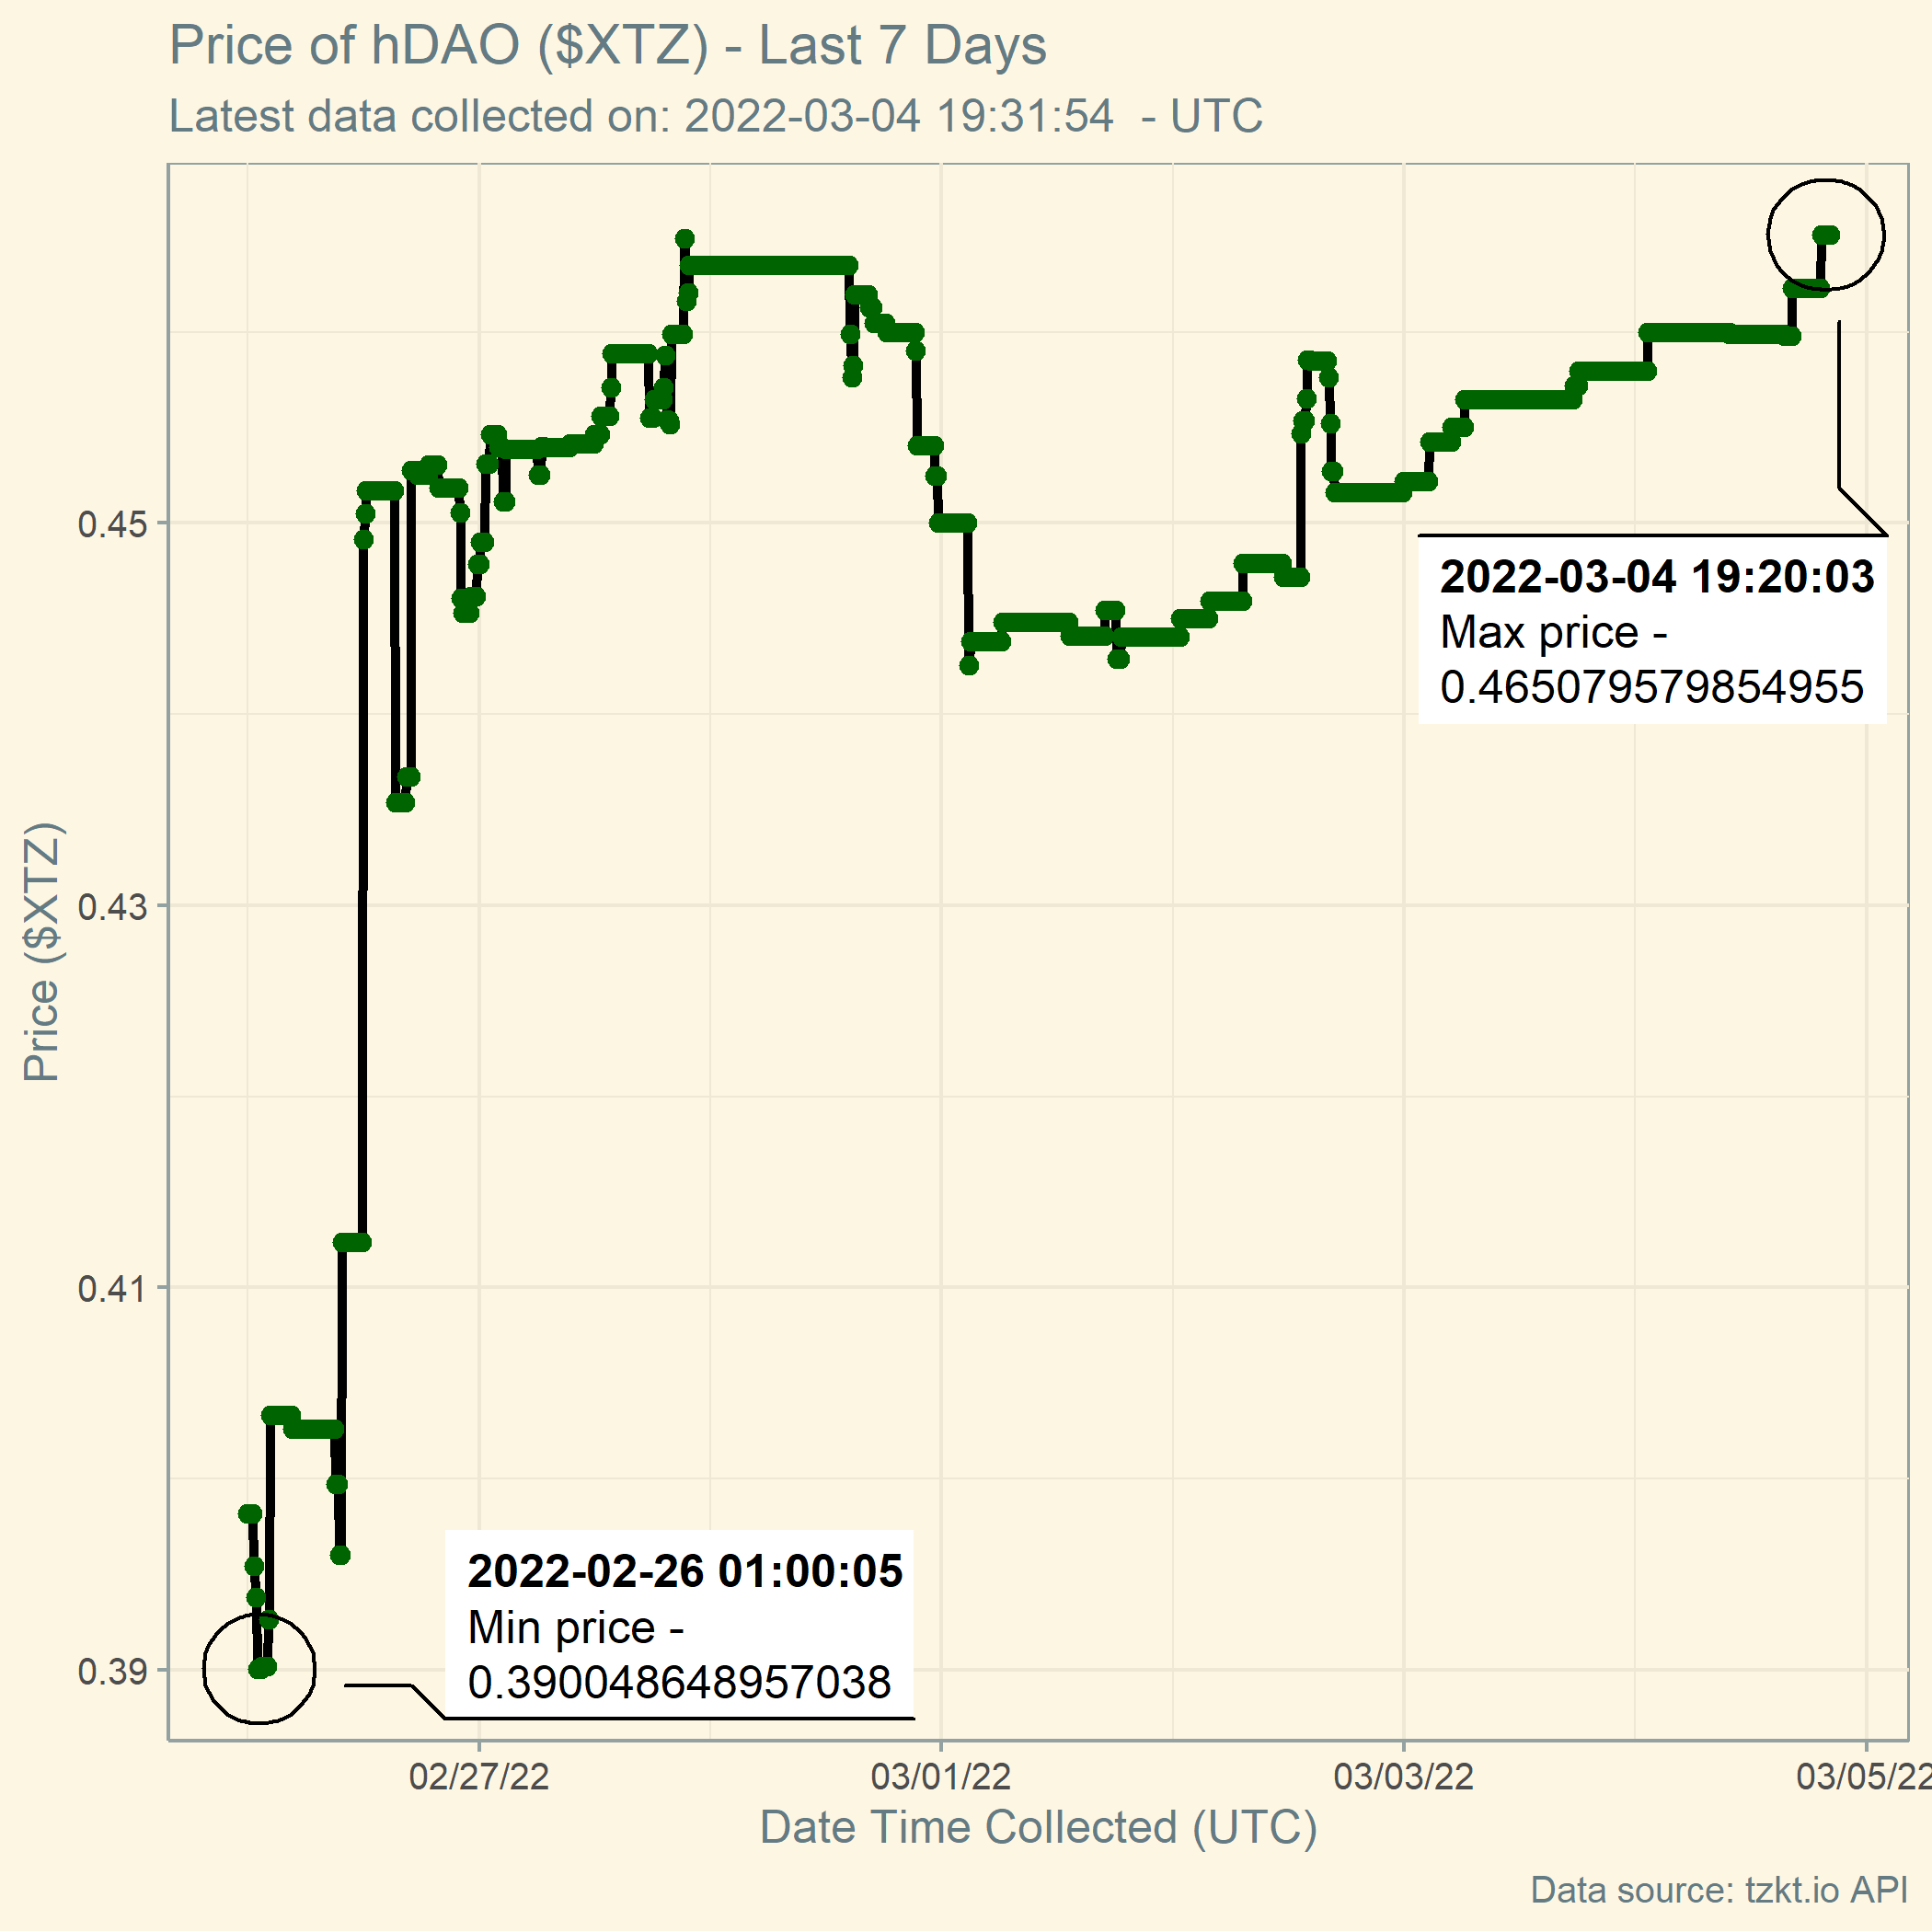 Price of hDAO ($XTZ) - Last 7 Days
Latest data collected on: 2022-03-04 19:31:54  - UTC
Price ($XTZ)
0.45
0.43
0.41
0.39
2022-03-04 19:20:03
Max price -
0.465079579854955
2022-02-26 01:00:05
Min price -
0.390048648957038
02/27/22
03/01/22
03/03/22
03/05/22
Date Time Collected (UTC)
Data source: tzkt.io API